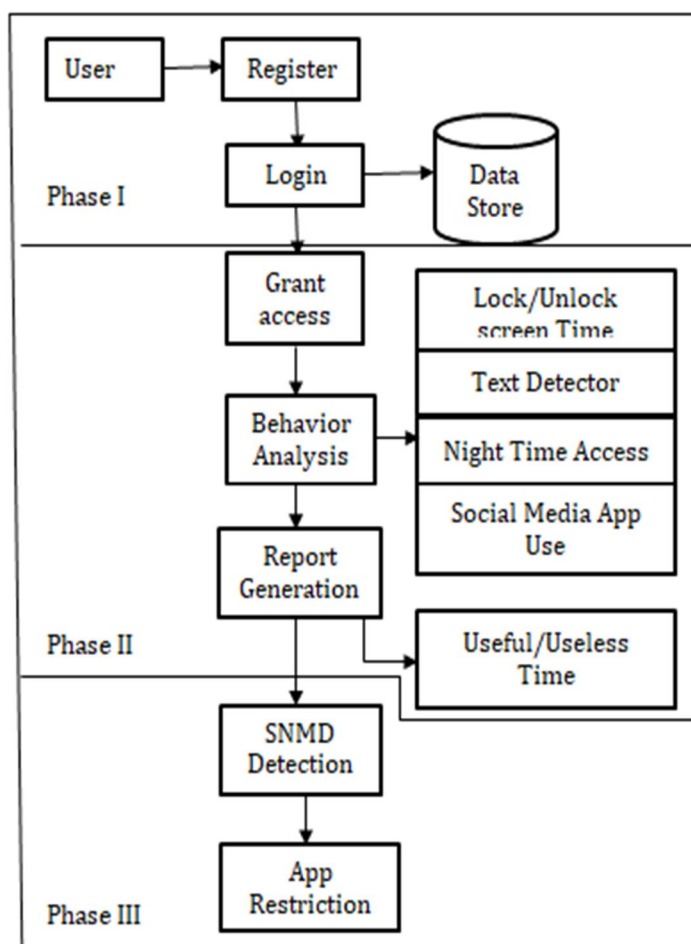 User
Register
Login
Data
Store
Phase I
Grant
access
Lock/Unlock
screen Time
Text Detector
Behavior
Analysis
Night Time Access
Social Media App
Use
Report
Generation
Useful/Useless
Time
Phase II
SNMD
Detection
App
Restriction
Phase III